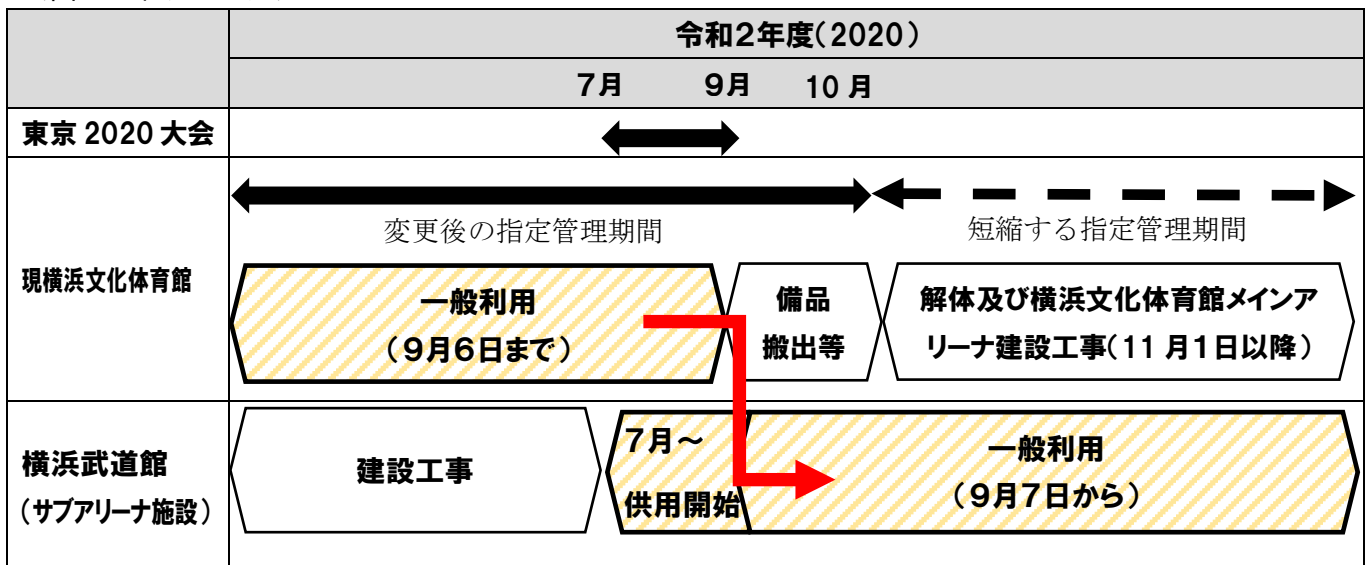 令和２年度（2020）
７月 ９月 10月
東京2020大会
変更後の指定管理期間 短縮する指定管理期間
現横浜文化体育館
一般利用
（９月６日まで）
備品
搬出等
解体及び横浜文化体育館メインア
リーナ建設工事（11月１日以降）
横浜武道館
（サブアリーナ施設）
建設工事
７月～
供用開始
一般利用
（９月７日から）